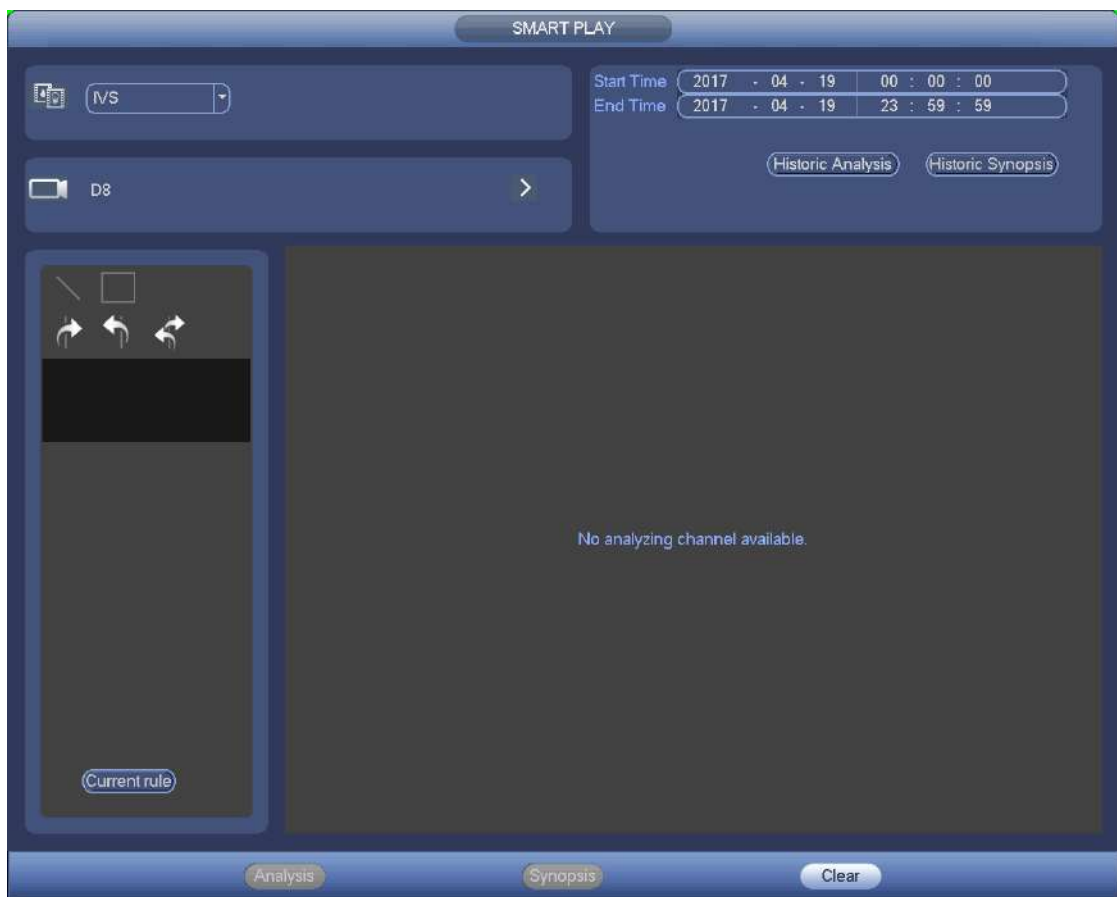 SMART PLAY
IVS
Start Time 2017 - 04 - 19 00 : 00 : 00
End Time 2017 - 04 - 19 23 : 59 : 59
Historic Analysis Historic Synopsis
D8
No analyzing channel available.
Current rule
Analysis Synopsis Clear